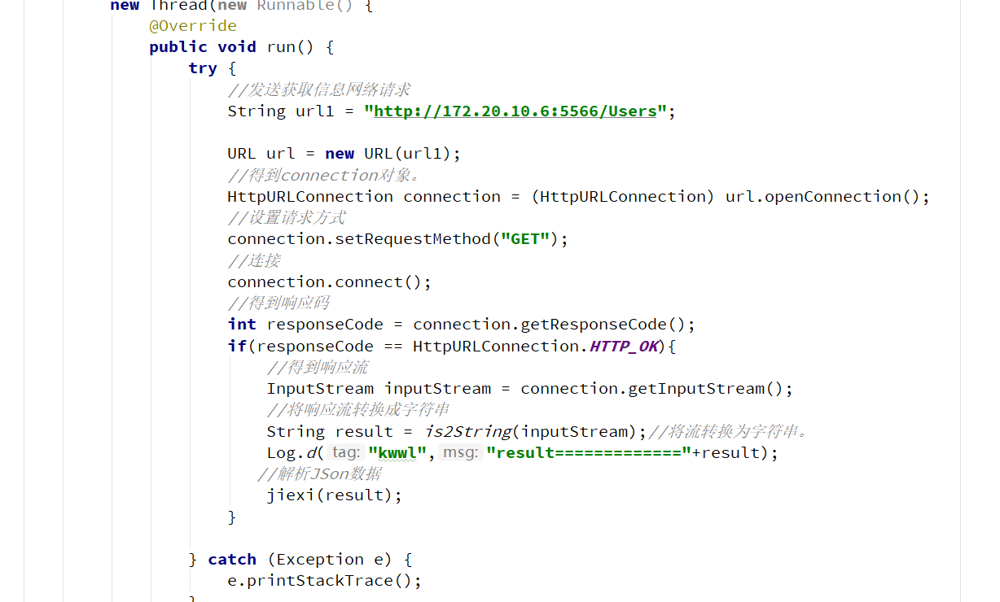 new Thread(new Runnable() {
@Override
public void run() {
try {
//发送获取信息网络请求
String url1 = "http://172.20.10.6:5566/Users";
URL url = new URL(url1);
//得到connection对象。
HttpURLConnection connection = (HttpURLConnection) url.openConnection();
//设置请求方式
connection.setRequestMethod("GET");
//连接
connection.connect();
//得到响应码
int responseCode = connection.getResponseCode();
if(responseCode == HttpURLConnection.HTTP_OK){
//得到响应流
InputStream inputStream = connection.getInputStream();
//将响应流转换成字符串
String result = is2String(inputStream);//将流转换为字符串。
Log.d( tag: "kwwl", msg: "result============="+result);
//解析JSon数据
jiexi(result);
}
} catch (Exception e) {
e.printStackTrace();
}